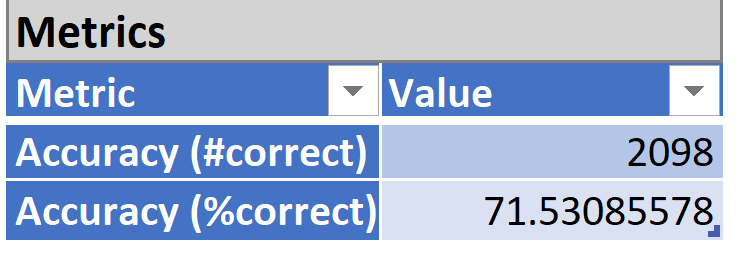 Metrics
Metric Value
Accuracy (#correct) 2098
Accuracy (%correct) 71.53085578